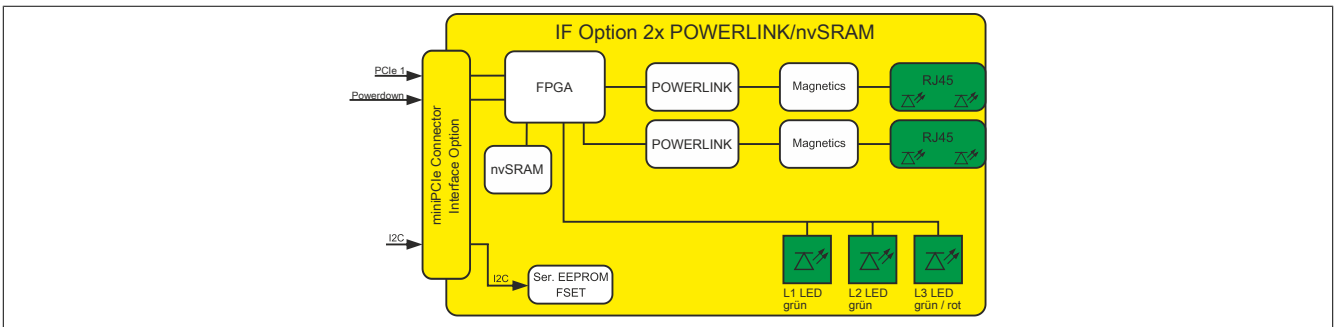 IF Option 2x POWERLINK/nvSRAM
PCIe 1
Powerdown
I2C
miniPCIe Connector
Interface Option
FPGA
nvSRAM
POWERLINK
Magnetics
RJ45
POWERLINK
Magnetics
RJ45
I2C
Ser. EEPROM
FSET
L1 LED
grün
L2 LED
grün
L3 LED
grün / rot